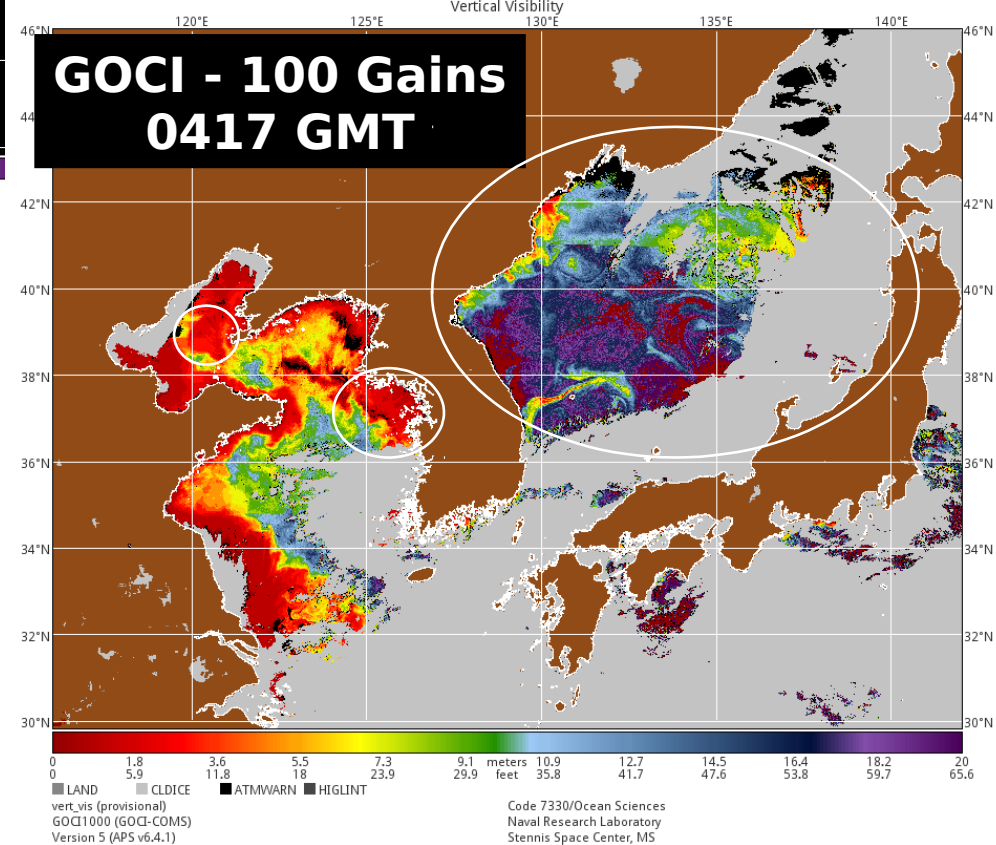 Vertical Visibility
120°E 125°E 130°E 135°E 140°E
46°N 46°N
GOCI - 100 Gains
0417 GMT
44°N 44°N
42°N 42°N
40°N 40°N
38°N 38°N
36°N 36°N
34°N 34°N
32°N 32°N
30°N 30°N
0 1.8 3.6 5.5 7.3 9.1 meters 10.9 12.7 14.5 16.4 18.2 20
0 5.9 11.8 18 23.9 29.9 feet 35.8 41.7 47.6 53.8 59.7 65.6
LAND CLDICE ATMWARN HIGLINT
vert_vis (provisional) Code 7330/Ocean Sciences
GOCI1000 (GOCI-COMS) Naval Research Laboratory
Version 5 (APS v6.4.1) Stennis Space Center, MS